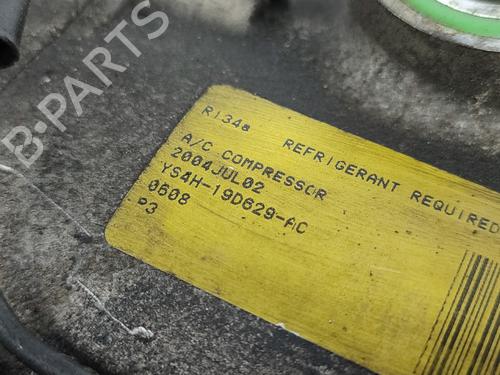 B-PARTS
R134a REFRIGERANT REQUIRED
A/C COMPRESSOR
2004JUL02
YS4H-19D629-AC
0608
P3